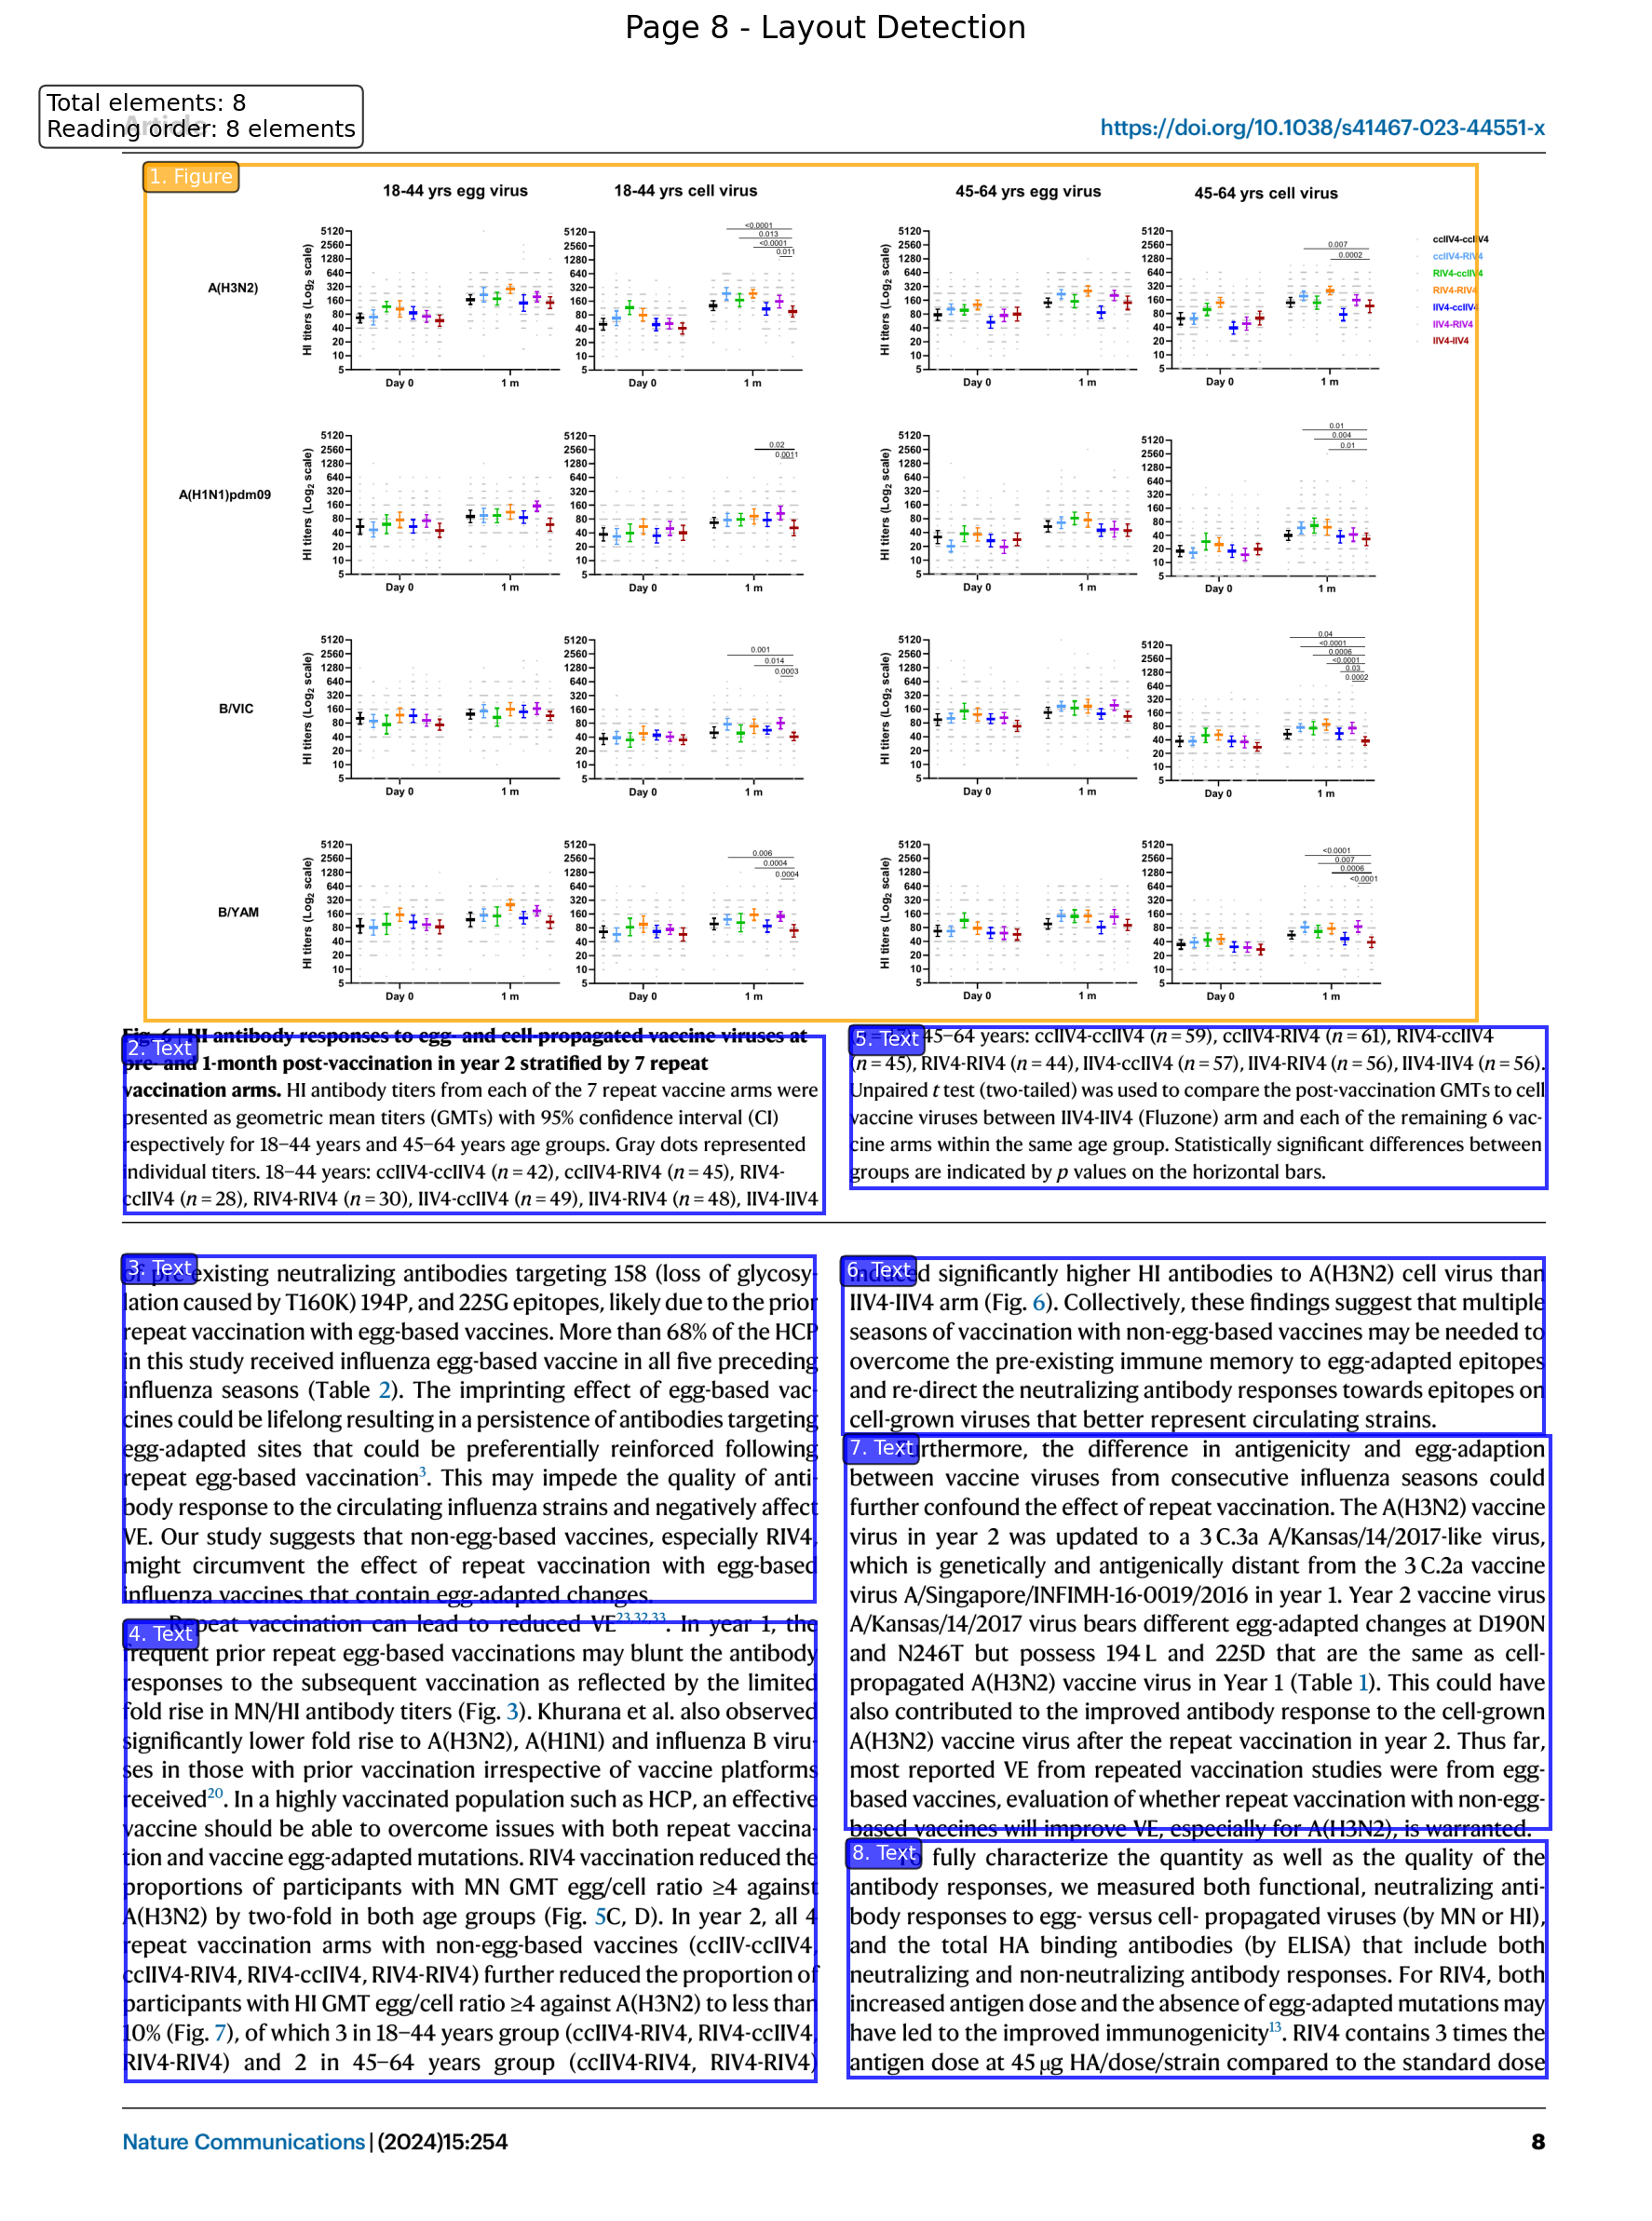 Page 8 - Layout Detection
Total elements: 8
Reading order: 8 elements
Article
https://doi.org/10.1038/s41467-023-44551-x
1. Figure
18-44 yrs egg virus
18-44 yrs cell virus
45-64 yrs egg virus
45-64 yrs cell virus
A(H3N2)
HI titers (Log2 scale)
5120
2560
1280
640
320
160
80
40
20
10
5
Day 0
1 m
<0.0001
0.013
<0.0001
0.011
0.007
0.0002
ccIIV4-ccIIV4
ccIIV4-RIV4
RIV4-ccIIV4
RIV4-RIV4
IIV4-ccIIV4
IIV4-RIV4
IIV4-IIV4
A(H1N1)pdm09
HI titers (Log2 scale)
Day 0
1 m
0.02
0.0011
0.01
0.004
0.01
B/VIC
HI titers (Log2 scale)
Day 0
1 m
0.001
0.014
0.0003
0.04
<0.0001
0.0006
<0.0001
0.03
0.0002
B/YAM
HI titers (Log2 scale)
Day 0
1 m
0.006
0.0004
0.0004
<0.0001
0.007
0.0006
<0.0001
2. Text
Fig. 6 | HI antibody responses to egg- and cell-propagated vaccine viruses at
pre- and 1-month post-vaccination in year 2 stratified by 7 repeat
vaccination arms. HI antibody titers from each of the 7 repeat vaccine arms were
presented as geometric mean titers (GMTs) with 95% confidence interval (CI)
respectively for 18–44 years and 45–64 years age groups. Gray dots represented
individual titers. 18–44 years: ccIIV4-ccIIV4 (n = 42), ccIIV4-RIV4 (n = 45), RIV4-
ccIIV4 (n = 28), RIV4-RIV4 (n = 30), IIV4-ccIIV4 (n = 49), IIV4-RIV4 (n = 48), IIV4-IIV4
5. Text
45–64 years: ccIIV4-ccIIV4 (n = 59), ccIIV4-RIV4 (n = 61), RIV4-ccIIV4
(n = 45), RIV4-RIV4 (n = 44), IIV4-ccIIV4 (n = 57), IIV4-RIV4 (n = 56), IIV4-IIV4 (n = 56).
Unpaired t test (two-tailed) was used to compare the post-vaccination GMTs to cell
vaccine viruses between IIV4-IIV4 (Fluzone) arm and each of the remaining 6 vac-
cine arms within the same age group. Statistically significant differences between
groups are indicated by p values on the horizontal bars.
3. Text
of pre-existing neutralizing antibodies targeting 158 (loss of glycosy-
lation caused by T160K) 194P, and 225G epitopes, likely due to the prior
repeat vaccination with egg-based vaccines. More than 68% of the HCP
in this study received influenza egg-based vaccine in all five preceding
influenza seasons (Table 2). The imprinting effect of egg-based vac-
cines could be lifelong resulting in a persistence of antibodies targeting
egg-adapted sites that could be preferentially reinforced following
repeat egg-based vaccination3. This may impede the quality of anti-
body response to the circulating influenza strains and negatively affect
VE. Our study suggests that non-egg-based vaccines, especially RIV4,
might circumvent the effect of repeat vaccination with egg-based
influenza vaccines that contain egg-adapted changes.
4. Text
Repeat vaccination can lead to reduced VE23,32,33. In year 1, the
frequent prior repeat egg-based vaccinations may blunt the antibody
responses to the subsequent vaccination as reflected by the limited
fold rise in MN/HI antibody titers (Fig. 3). Khurana et al. also observed
significantly lower fold rise to A(H3N2), A(H1N1) and influenza B viru-
ses in those with prior vaccination irrespective of vaccine platforms
received20. In a highly vaccinated population such as HCP, an effective
vaccine should be able to overcome issues with both repeat vaccina-
tion and vaccine egg-adapted mutations. RIV4 vaccination reduced the
proportions of participants with MN GMT egg/cell ratio ≥4 against
A(H3N2) by two-fold in both age groups (Fig. 5C, D). In year 2, all 4
repeat vaccination arms with non-egg-based vaccines (ccIIV-ccIIV4,
ccIIV4-RIV4, RIV4-ccIIV4, RIV4-RIV4) further reduced the proportion of
participants with HI GMT egg/cell ratio ≥4 against A(H3N2) to less than
10% (Fig. 7), of which 3 in 18–44 years group (ccIIV4-RIV4, RIV4-ccIIV4,
RIV4-RIV4) and 2 in 45–64 years group (ccIIV4-RIV4, RIV4-RIV4)
6. Text
induced significantly higher HI antibodies to A(H3N2) cell virus than
IIV4-IIV4 arm (Fig. 6). Collectively, these findings suggest that multiple
seasons of vaccination with non-egg-based vaccines may be needed to
overcome the pre-existing immune memory to egg-adapted epitopes
and re-direct the neutralizing antibody responses towards epitopes on
cell-grown viruses that better represent circulating strains.
7. Text
Furthermore, the difference in antigenicity and egg-adaption
between vaccine viruses from consecutive influenza seasons could
further confound the effect of repeat vaccination. The A(H3N2) vaccine
virus in year 2 was updated to a 3 C.3a A/Kansas/14/2017-like virus,
which is genetically and antigenically distant from the 3 C.2a vaccine
virus A/Singapore/INFIMH-16-0019/2016 in year 1. Year 2 vaccine virus
A/Kansas/14/2017 virus bears different egg-adapted changes at D190N
and N246T but possess 194 L and 225D that are the same as cell-
propagated A(H3N2) vaccine virus in Year 1 (Table 1). This could have
also contributed to the improved antibody response to the cell-grown
A(H3N2) vaccine virus after the repeat vaccination in year 2. Thus far,
most reported VE from repeated vaccination studies were from egg-
based vaccines, evaluation of whether repeat vaccination with non-egg-
based vaccines will improve VE, especially for A(H3N2), is warranted.
8. Text
To fully characterize the quantity as well as the quality of the
antibody responses, we measured both functional, neutralizing anti-
body responses to egg- versus cell- propagated viruses (by MN or HI),
and the total HA binding antibodies (by ELISA) that include both
neutralizing and non-neutralizing antibody responses. For RIV4, both
increased antigen dose and the absence of egg-adapted mutations may
have led to the improved immunogenicity13. RIV4 contains 3 times the
antigen dose at 45 μg HA/dose/strain compared to the standard dose
Nature Communications | (2024)15:254
8